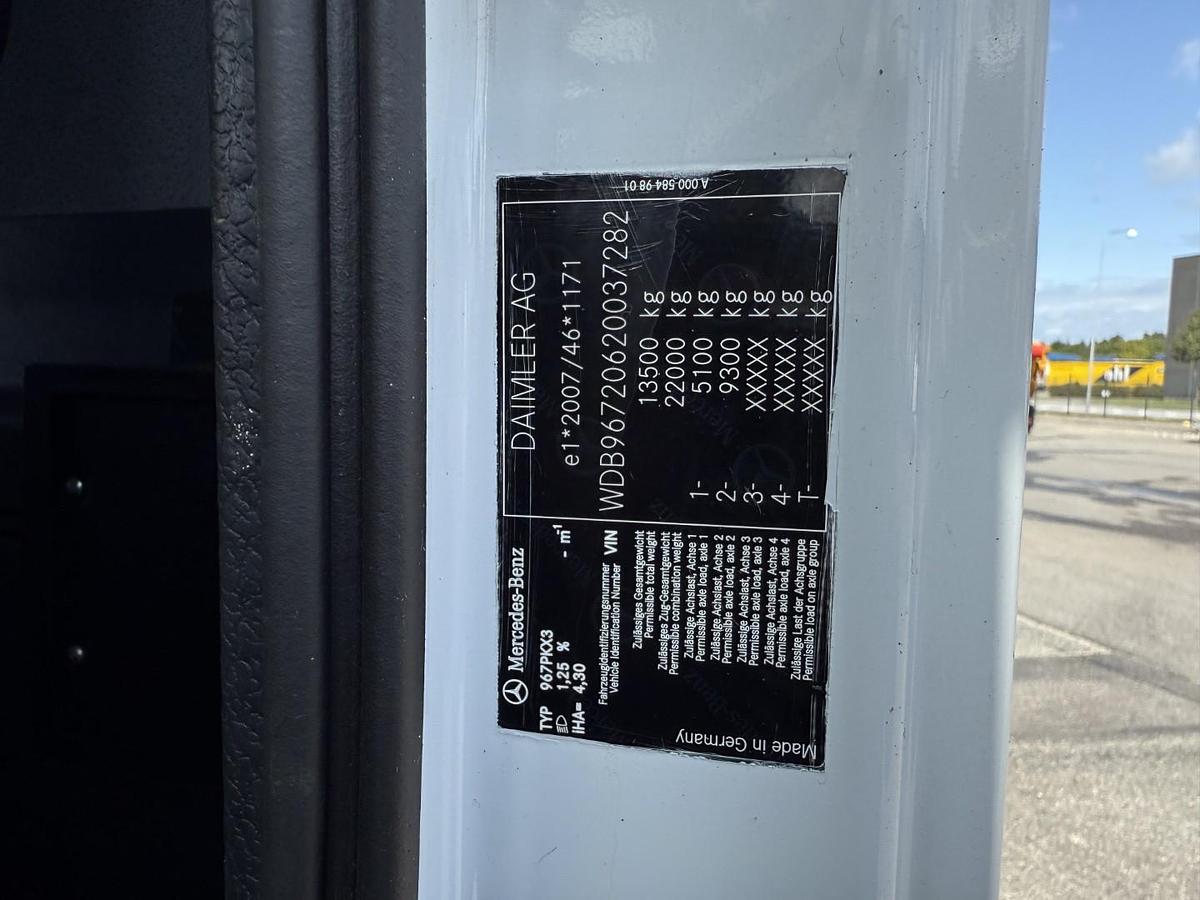 A 000 584 98 01
Mercedes-Benz
DAIMLER AG
TYP 967PKX3
1,25 %
- m⁻¹
e1*2007/46*1171
IHA= 4,30
Fahrzeugidentifizierungsnummer
Vehicle Identification Number VIN
WDB96720620037282
Zulässiges Gesamtgewicht
Permissible total weight
13500 kg
Zulässiges Zug-Gesamtgewicht
Permissible combination weight
22000 kg
Zulässige Achslast, Achse 1
Permissible axle load, axle 1
1- 5100 kg
Zulässige Achslast, Achse 2
Permissible axle load, axle 2
2- 9300 kg
Zulässige Achslast, Achse 3
Permissible axle load, axle 3
3- XXXXX kg
Zulässige Achslast, Achse 4
Permissible axle load, axle 4
4- XXXXX kg
Zulässige Last der Achsgruppe
Permissible load on axle group
T- XXXXX kg
Made in Germany